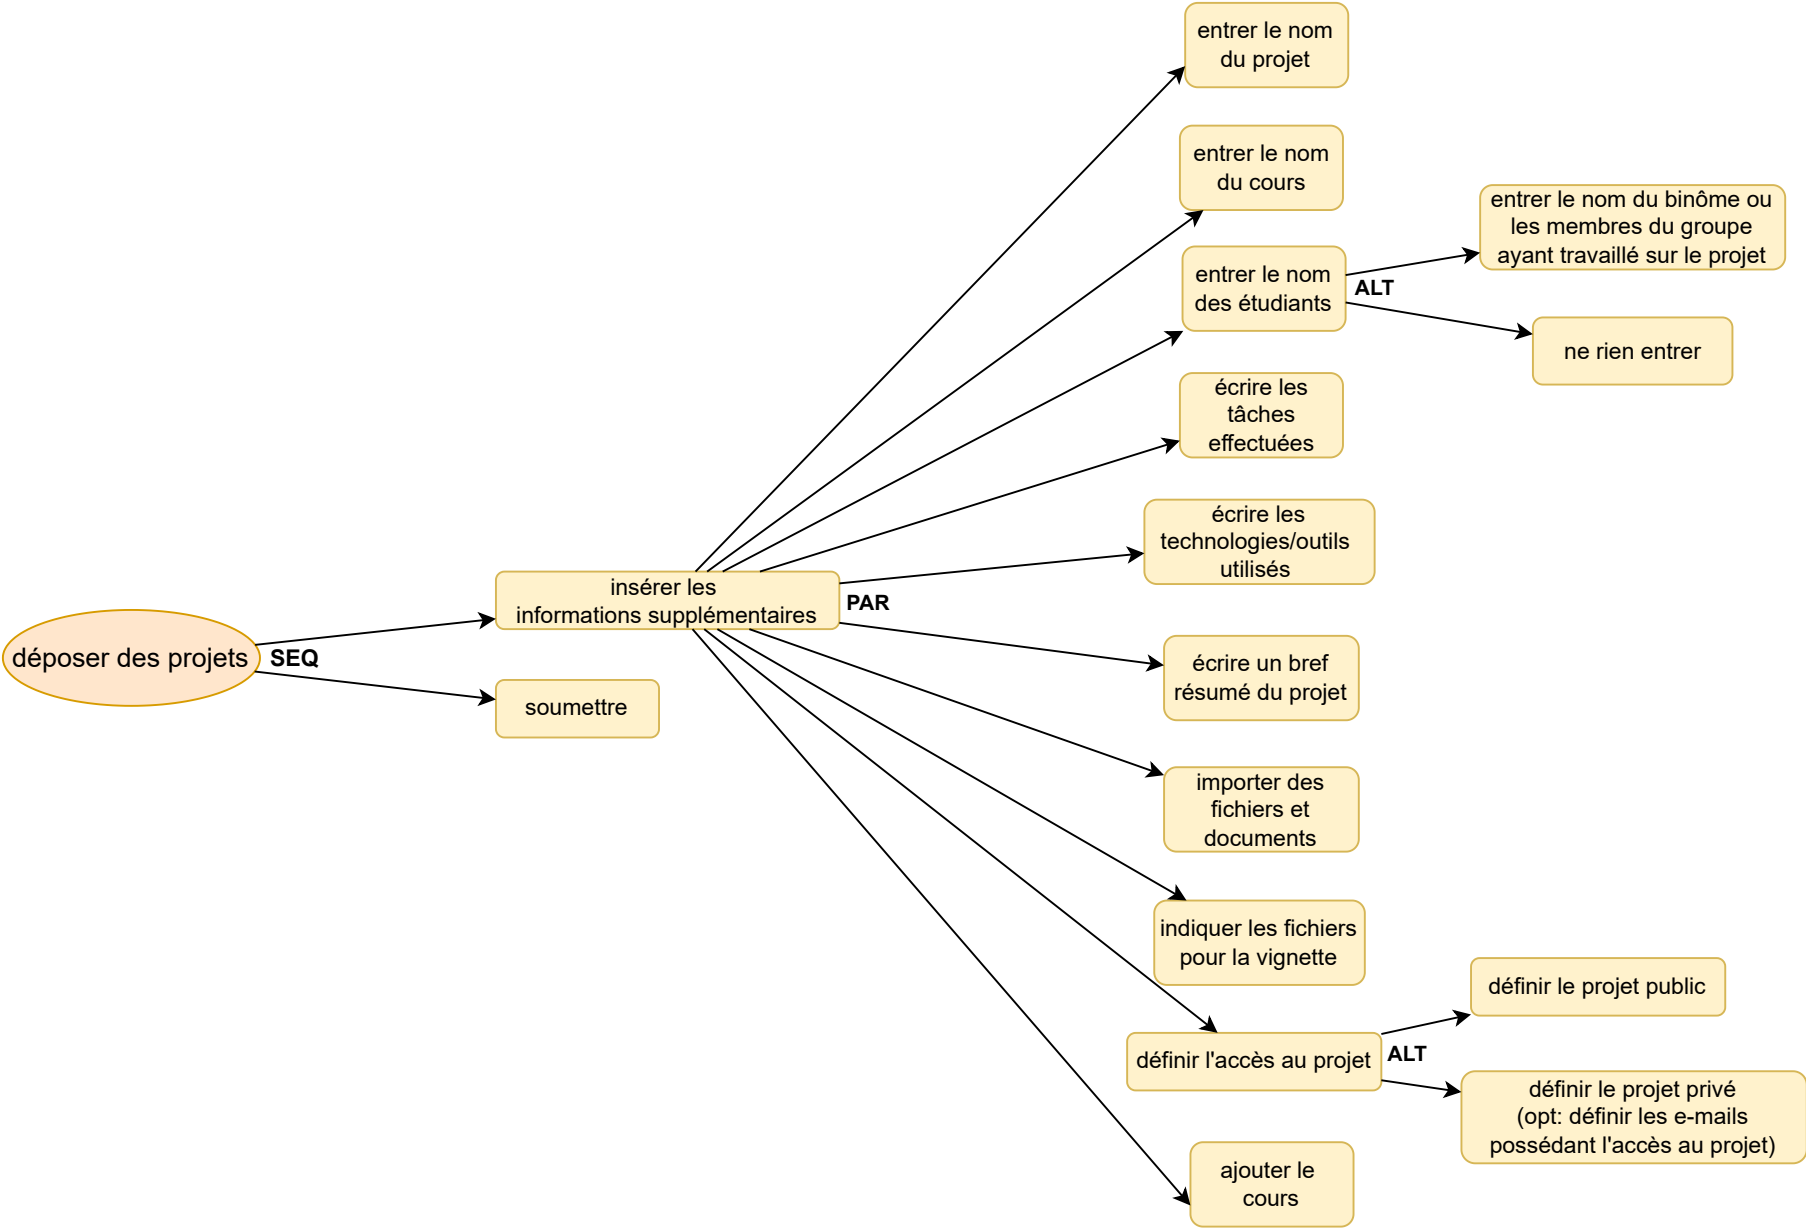 déposer des projets
SEQ
insérer les
informations supplémentaires
soumettre
PAR
entrer le nom
du projet
entrer le nom
du cours
entrer le nom
des étudiants
ALT
entrer le nom du binôme ou
les membres du groupe
ayant travaillé sur le projet
ne rien entrer
écrire les
tâches
effectuées
écrire les
technologies/outils
utilisés
écrire un bref
résumé du projet
importer des
fichiers et
documents
indiquer les fichiers
pour la vignette
définir l'accès au projet
ALT
définir le projet public
définir le projet privé
(opt: définir les e-mails
possédant l'accès au projet)
ajouter le
cours